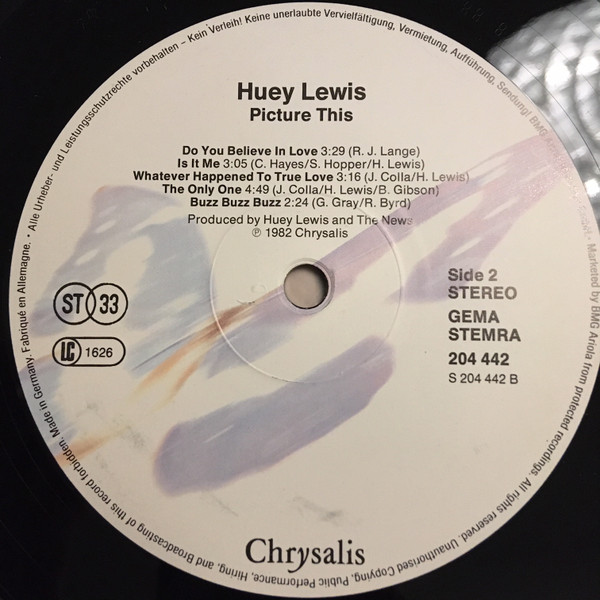 Huey Lewis
Picture This
Do You Believe In Love 3:29 (R. J. Lange)
Is It Me 3:05 (C. Hayes/S. Hopper/H. Lewis)
Whatever Happened To True Love 3:16 (J. Colla/H. Lewis)
The Only One 4:49 (J. Colla/H. Lewis/B. Gibson)
Buzz Buzz Buzz 2:24 (G. Gray/R. Byrd)
Produced by Huey Lewis and The News
℗ 1982 Chrysalis
ST 33
LC 1626
Side 2
STEREO
GEMA
STEMRA
204 442
S 204 442 B
Chrysalis
Made in Germany. Fabriqué en Allemagne. • Alle Urheber- und Leistungsschutzrechte vorbehalten – Kein Verleih! Keine unerlaubte Vervielfältigung, Vermietung, Aufführung, Sendung! BMG
Marketed by BMG Ariola from protected recordings. All rights reserved. Unauthorised Copying, Public Performance, Hiring, and Broadcasting of this record forbidden.